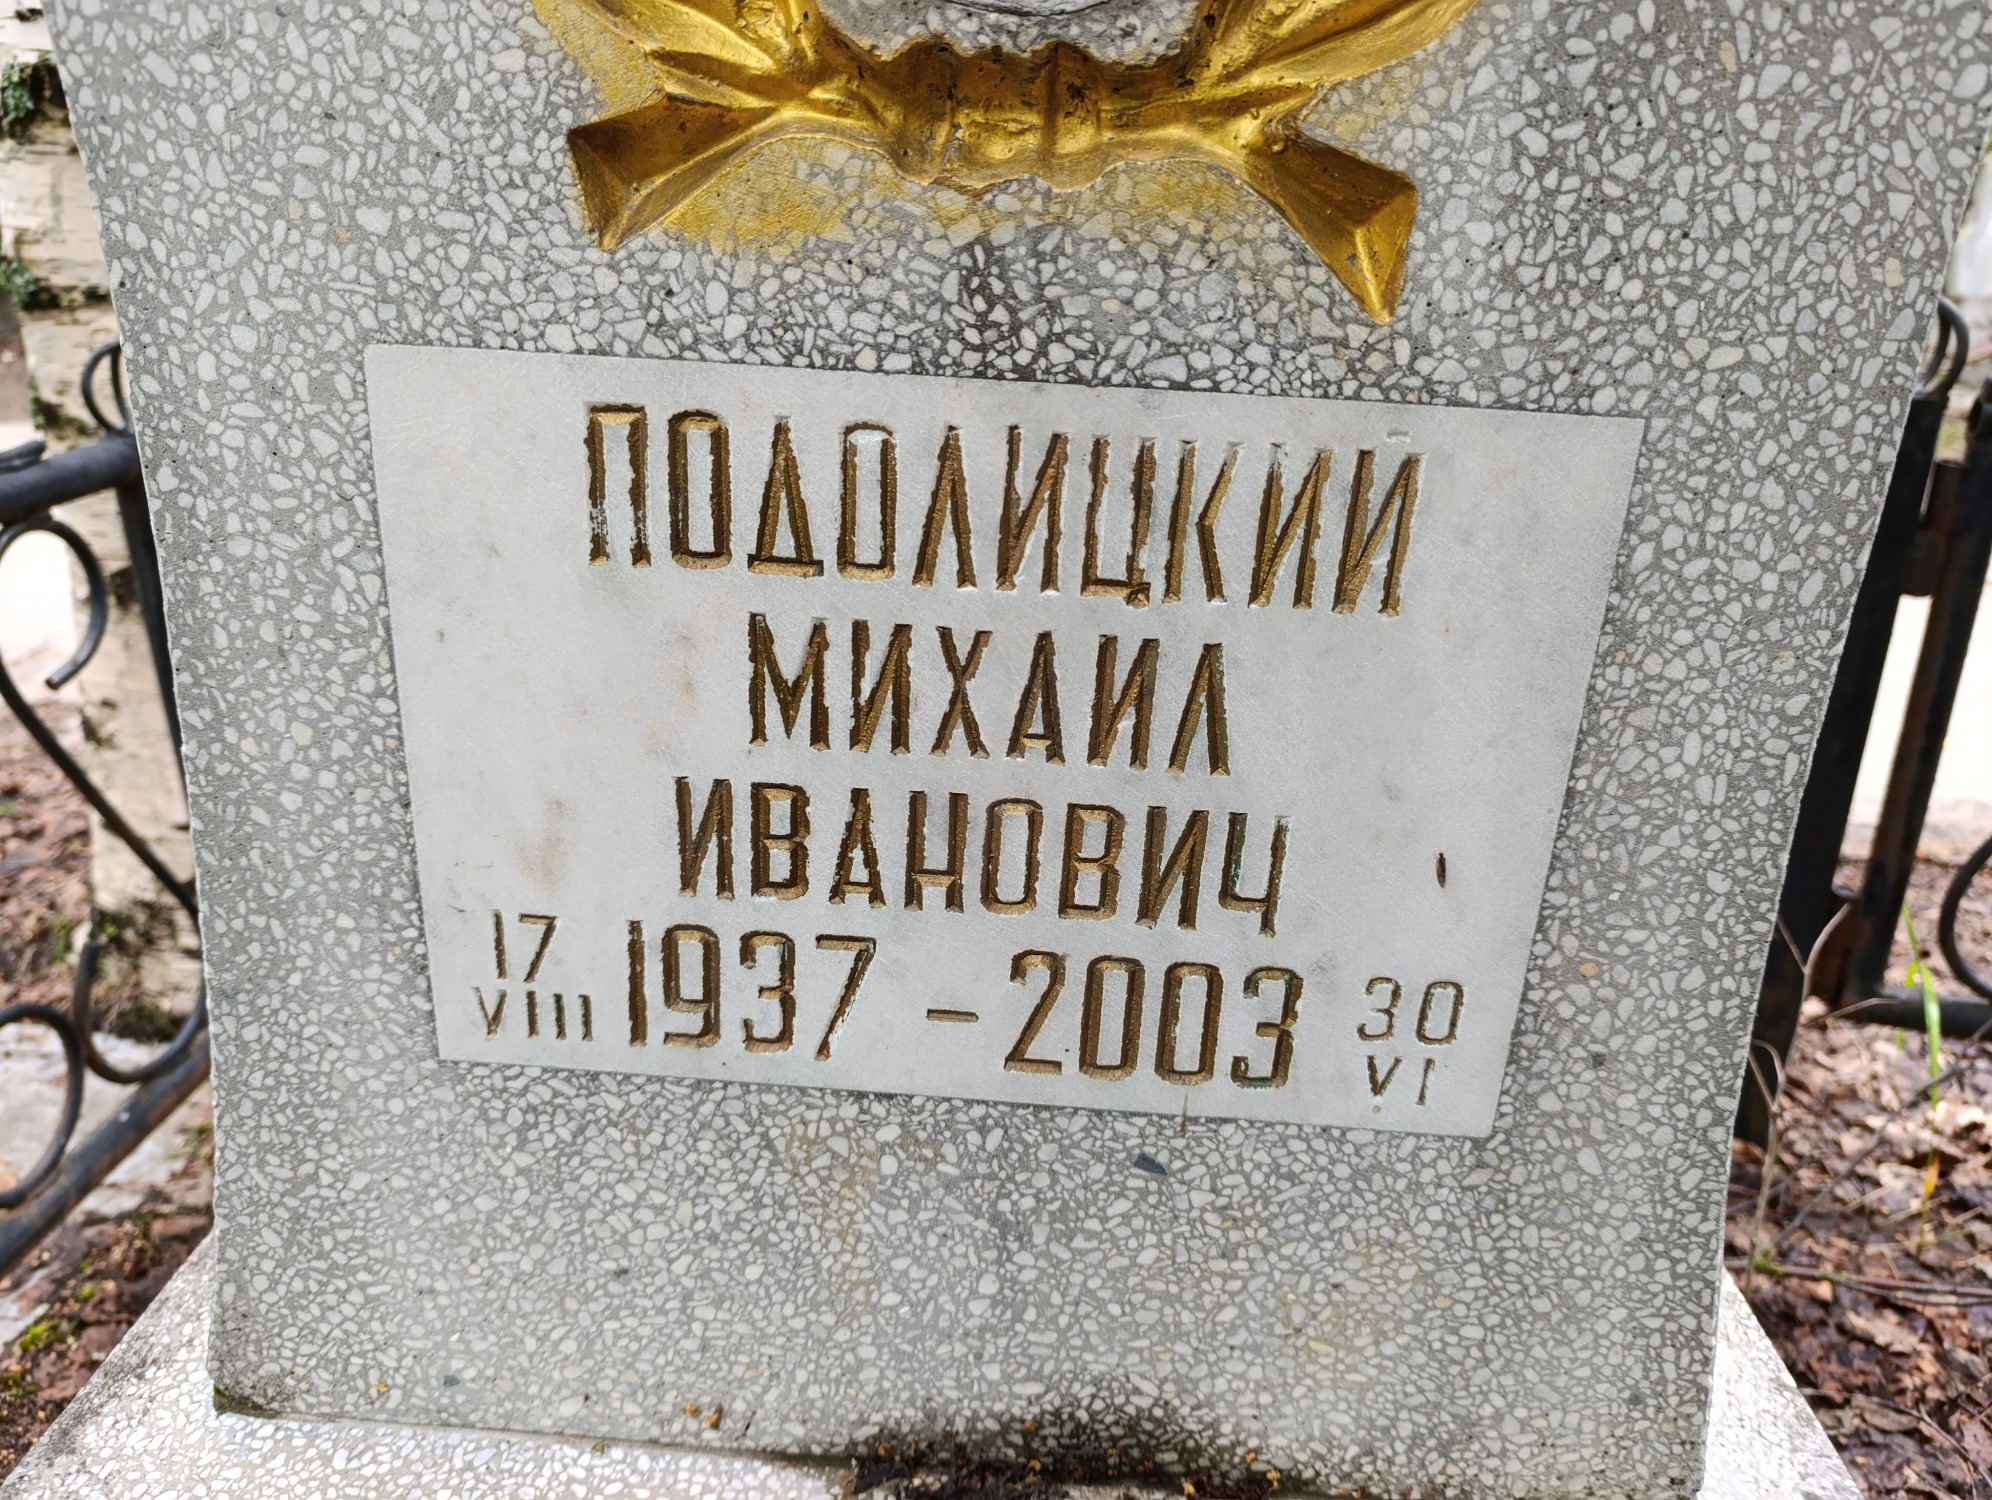 ПОДОЛИЦКИЙ
МИХАИЛ
ИВАНОВИЧ
17 VIII 1937 – 2003 30 VI